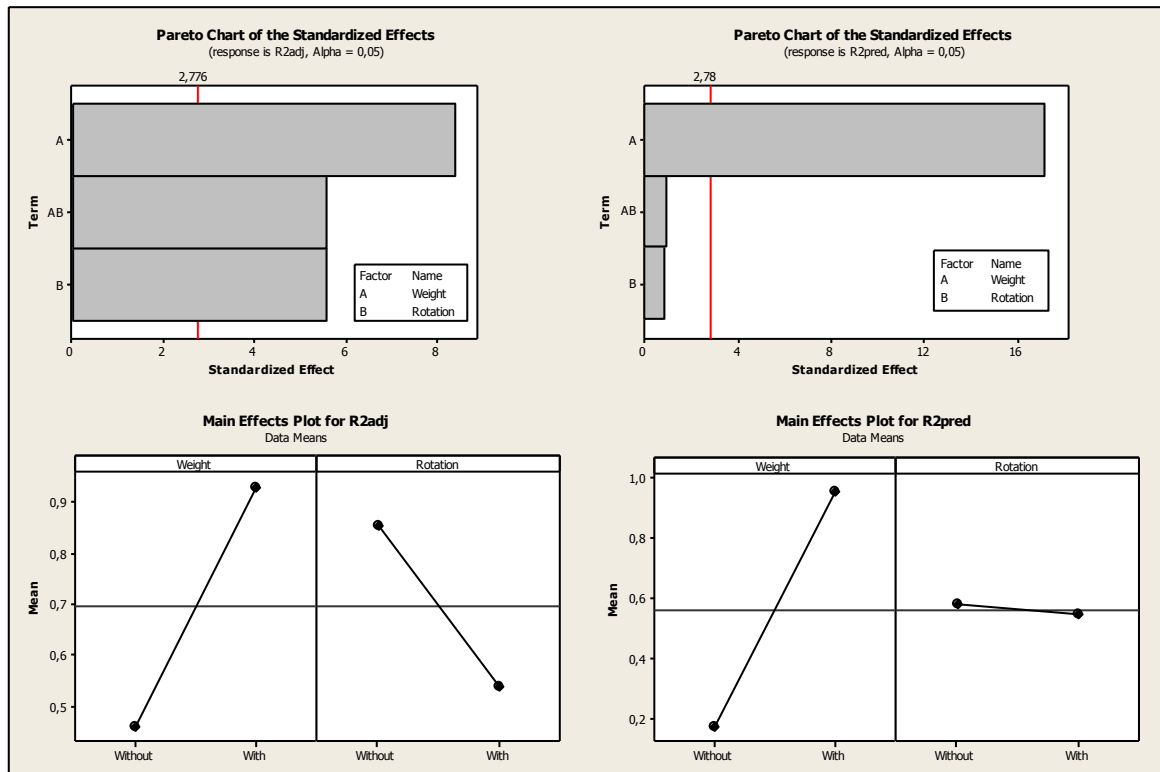 Pareto Chart of the Standardized Effects
(response is R2adj, Alpha = 0,05)
2,776
A
AB
B
Term
Factor Name
A Weight
B Rotation
0 2 4 6 8
Standardized Effect
Pareto Chart of the Standardized Effects
(response is R2pred, Alpha = 0,05)
2,78
A
AB
B
Term
Factor Name
A Weight
B Rotation
0 4 8 12 16
Standardized Effect
Main Effects Plot for R2adj
Data Means
Weight Rotation
0,9
0,8
0,7
0,6
0,5
Mean
Without With Without With
Main Effects Plot for R2pred
Data Means
Weight Rotation
1,0
0,8
0,6
0,4
0,2
Mean
Without With Without With